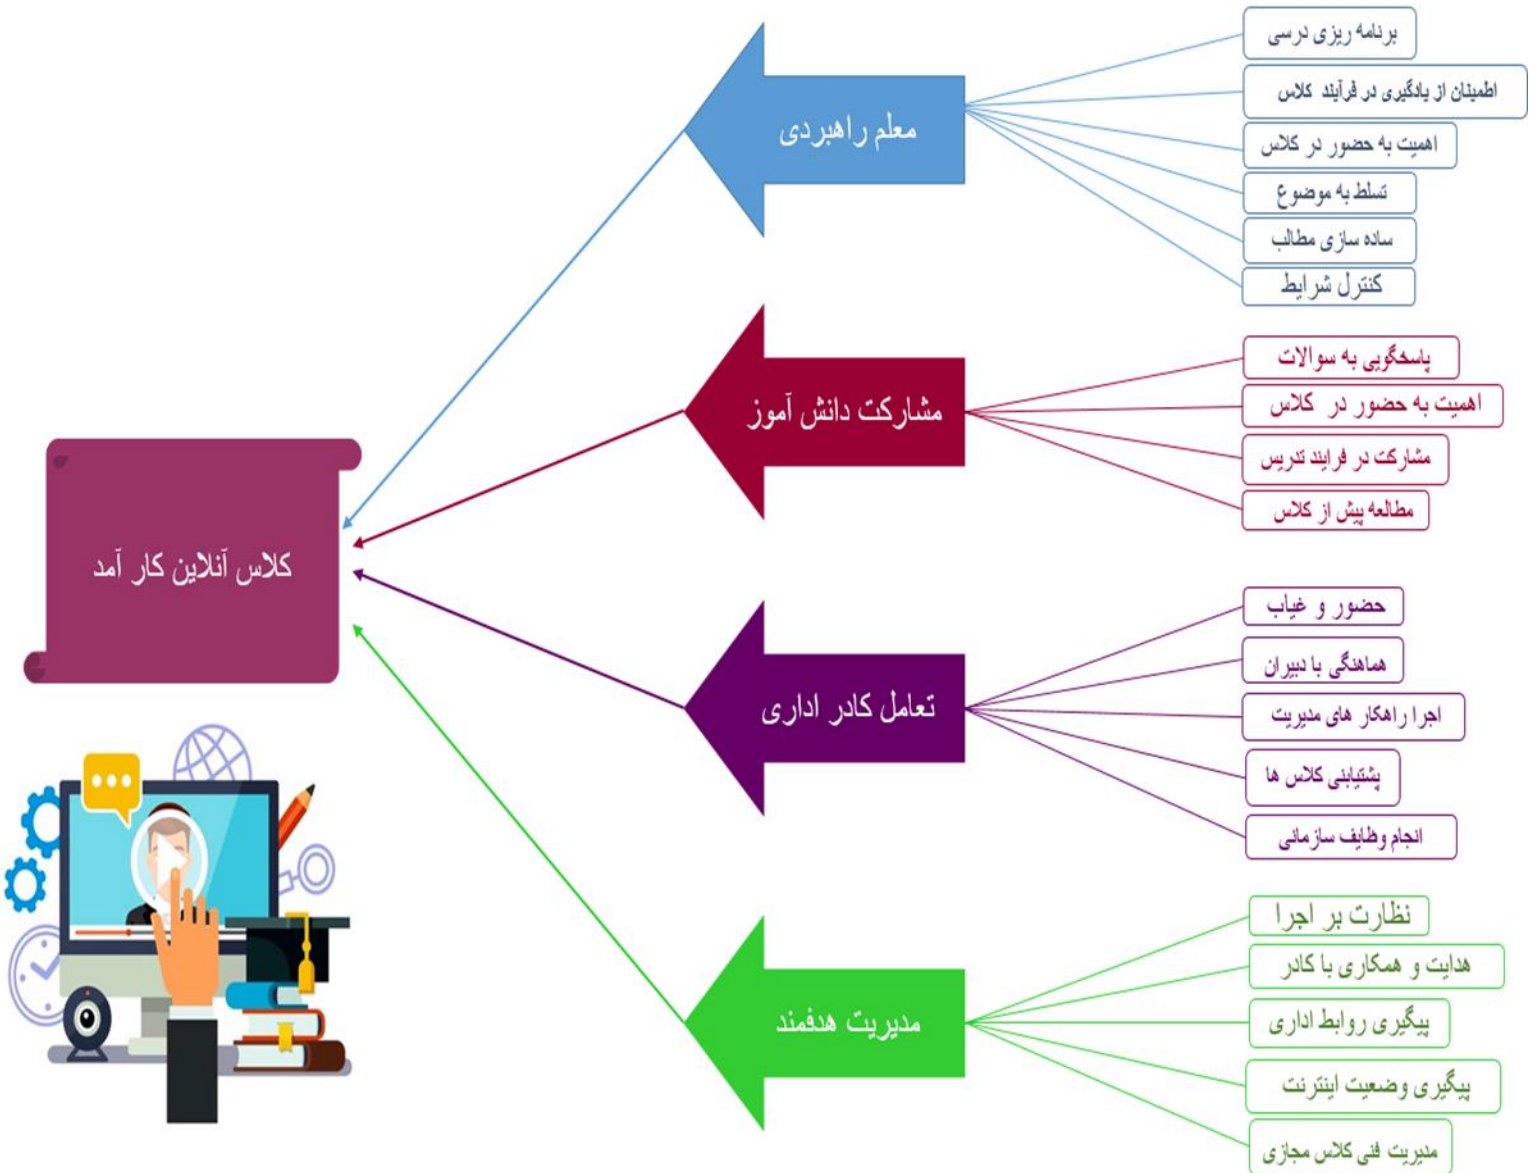 معلم راهبردی
برنامه ریزی درسی
اطمینان از یادگیری در فرآیند کلاس
اهمیت به حضور در کلاس
تسلط به موضوع
ساده سازی مطالب
کنترل شرایط
مشارکت دانش آموز
پاسخگویی به سوالات
اهمیت به حضور در کلاس
مشارکت در فرایند تدریس
مطالعه پیش از کلاس
کلاس آنلاین کار آمد
تعامل کادر اداری
حضور و غیاب
هماهنگی با دبیران
اجرا راهکار های مدیریت
پشتیابنی کلاس ها
انجام وظایف سازمانی
مدیریت هدفمند
نظارت بر اجرا
هدایت و همکاری با کادر
پیگیری روابط اداری
پیگیری وضعیت اینترنت
مدیریت فنی کلاس مجازی